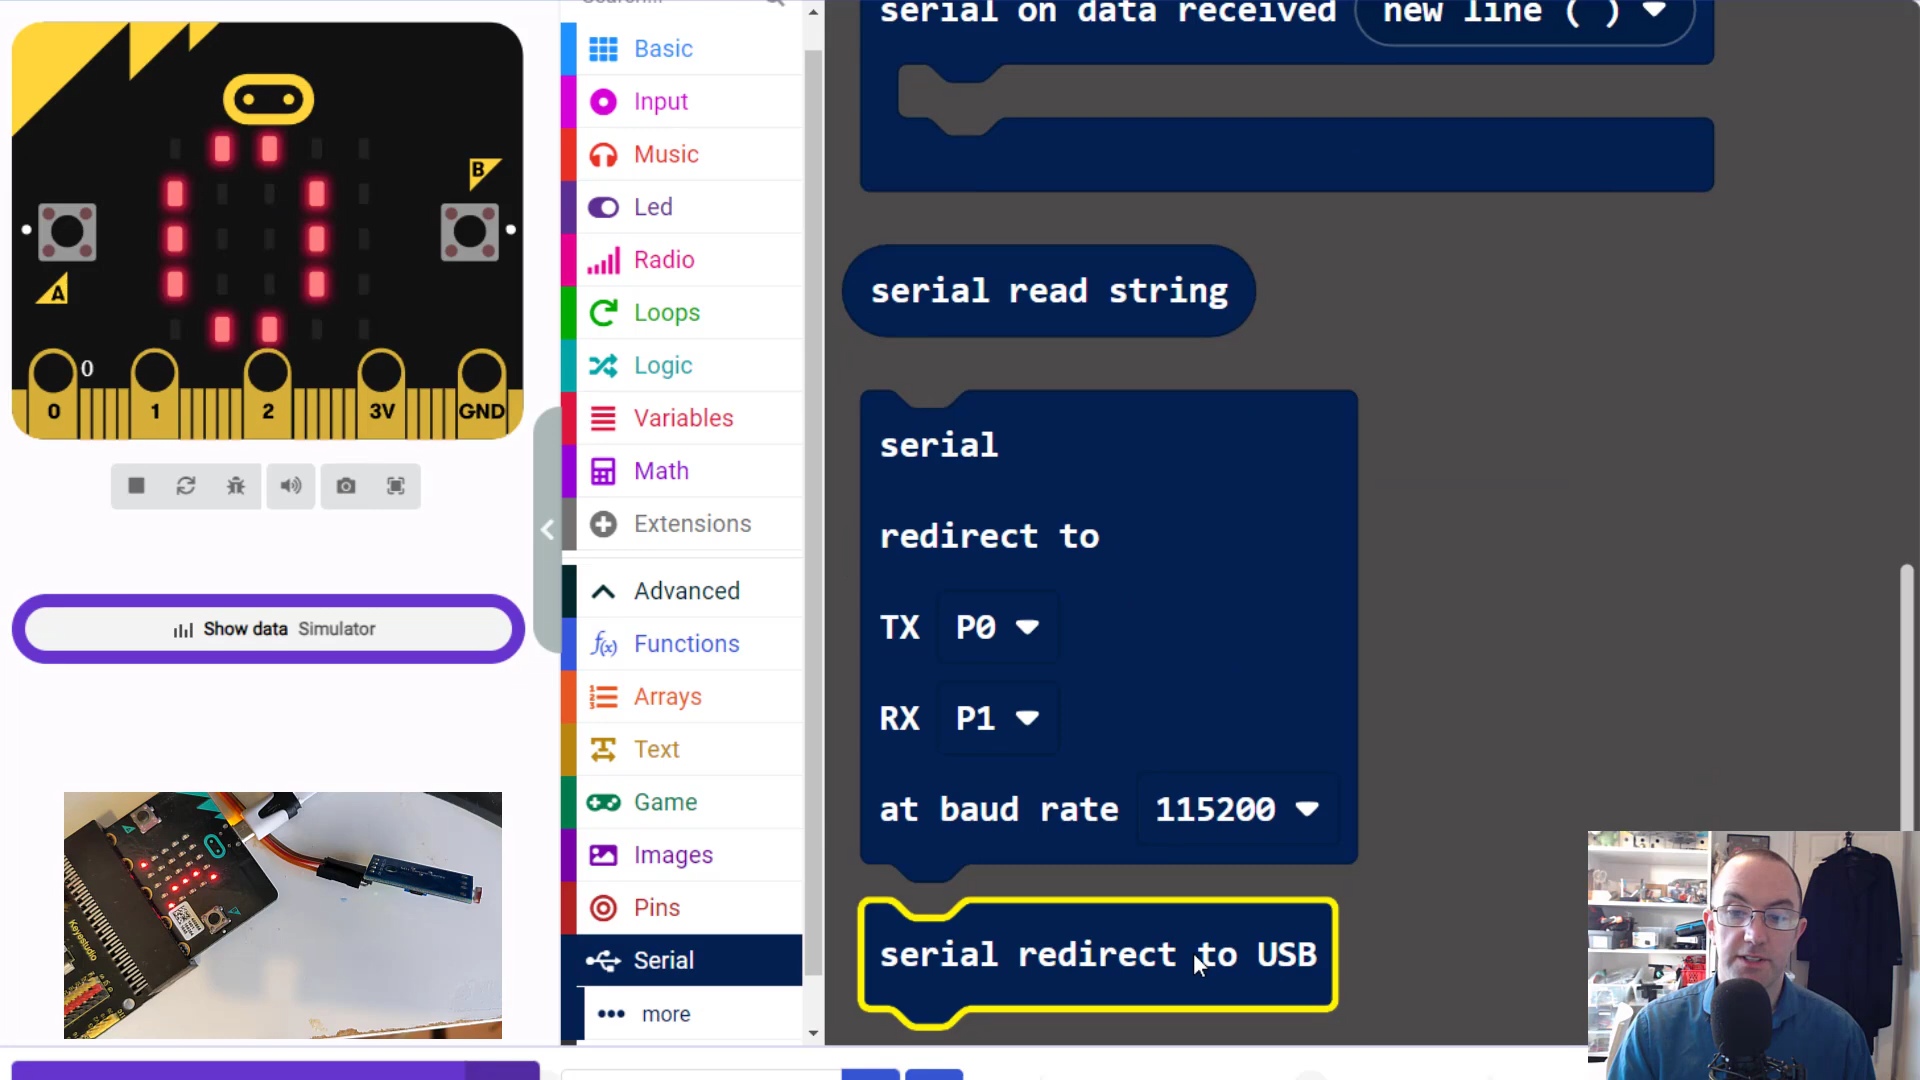 Search...
Basic
Input
Music
Led
Radio
Loops
Logic
Variables
Math
Extensions
Advanced
Functions
Arrays
Text
Game
Images
Pins
Serial
more
B
A
0
0
1
2
3V
GND
Show data Simulator
Keyestudio
serial on data received new line ( )
serial read string
serial
redirect to
TX P0
RX P1
at baud rate 115200
serial redirect to USB